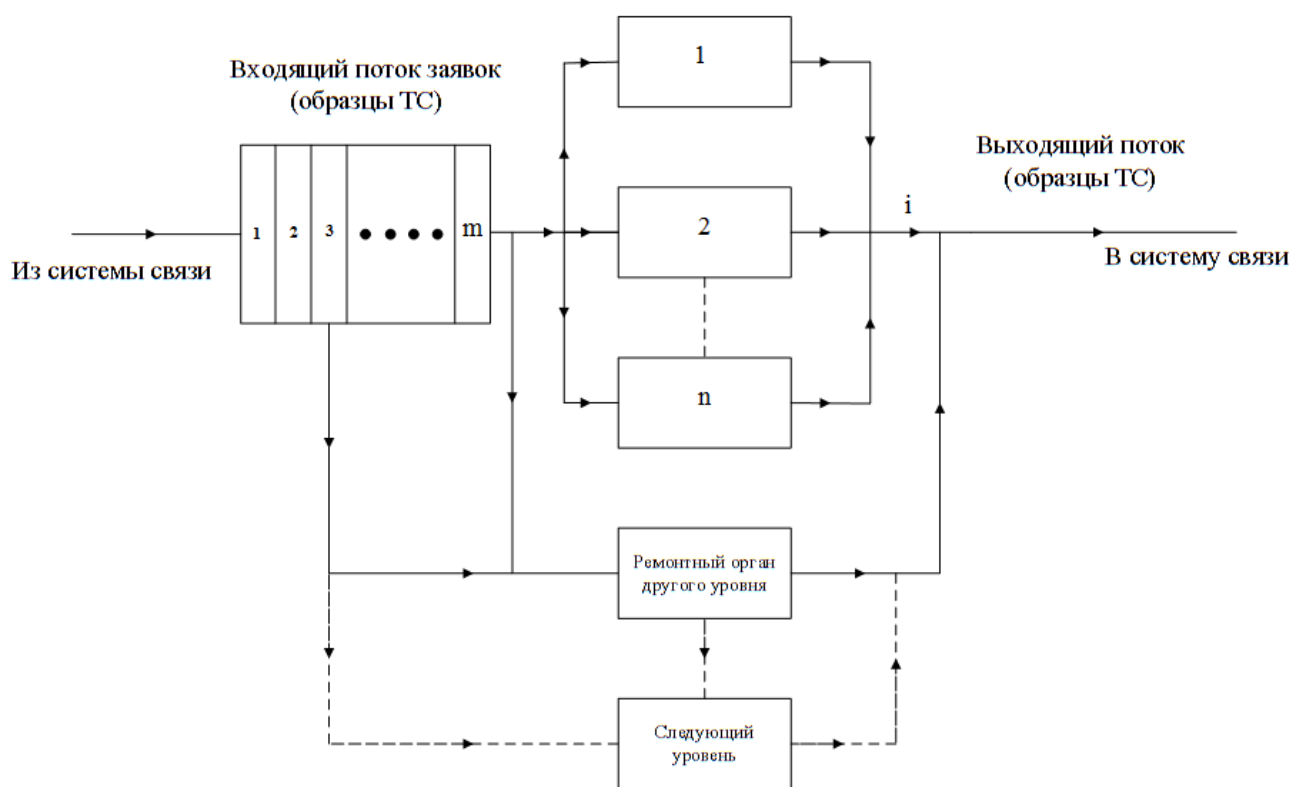 1
Входящий поток заявок
(образцы ТС)
Выходящий поток
(образцы ТС)
i
1 2 3 m
2
Из системы связи
В систему связи
n
Ремонтный орган
другого уровня
Следующий
уровень